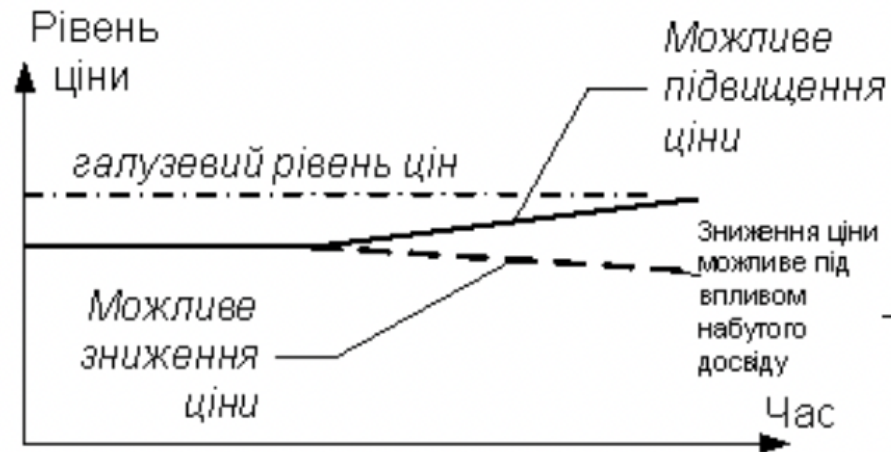 Рівень
ціни
Можливе
підвищення
ціни
галузевий рівень цін
Зниження ціни
можливе під
впливом
набутого
досвіду
Можливе
зниження
ціни
Час